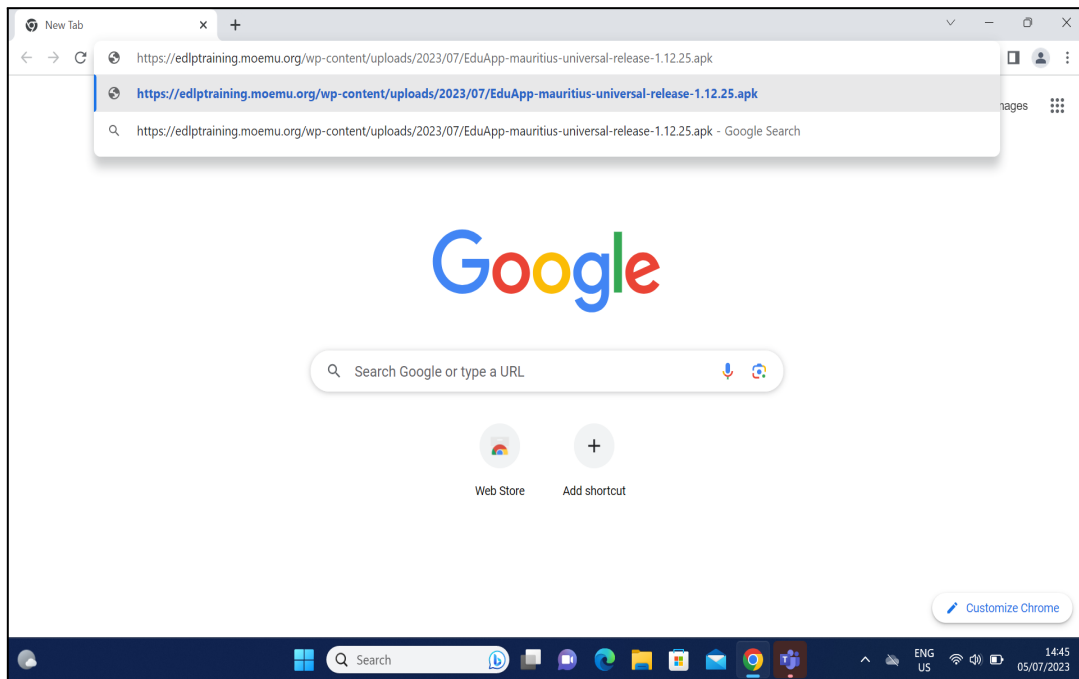 New Tab
https://edlptraining.moemu.org/wp-content/uploads/2023/07/EduApp-mauritius-universal-release-1.12.25.apk
https://edlptraining.moemu.org/wp-content/uploads/2023/07/EduApp-mauritius-universal-release-1.12.25.apk
https://edlptraining.moemu.org/wp-content/uploads/2023/07/EduApp-mauritius-universal-release-1.12.25.apk - Google Search
Google
Search Google or type a URL
Web Store Add shortcut
Customize Chrome
Search
ENG 14:45
US 05/07/2023